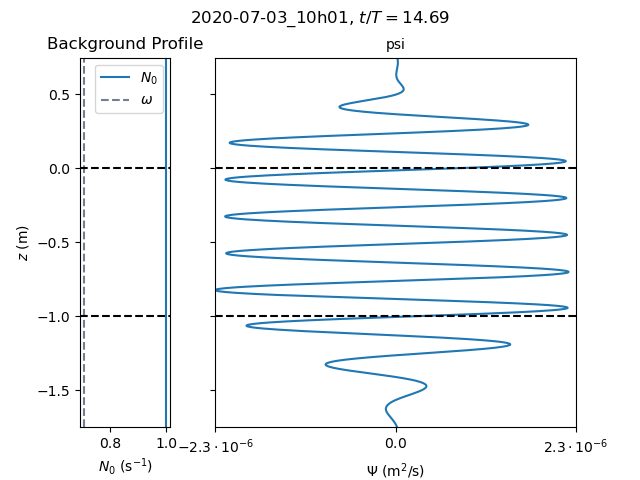 2020-07-03_10h01, t/T = 14.69
Background Profile
psi
N₀
ω
0.5
0.0
−0.5
−1.0
−1.5
z (m)
0.8 1.0
N₀ (s⁻¹)
−2.3 · 10⁻⁶ 0.0 2.3 · 10⁻⁶
Ψ (m²/s)